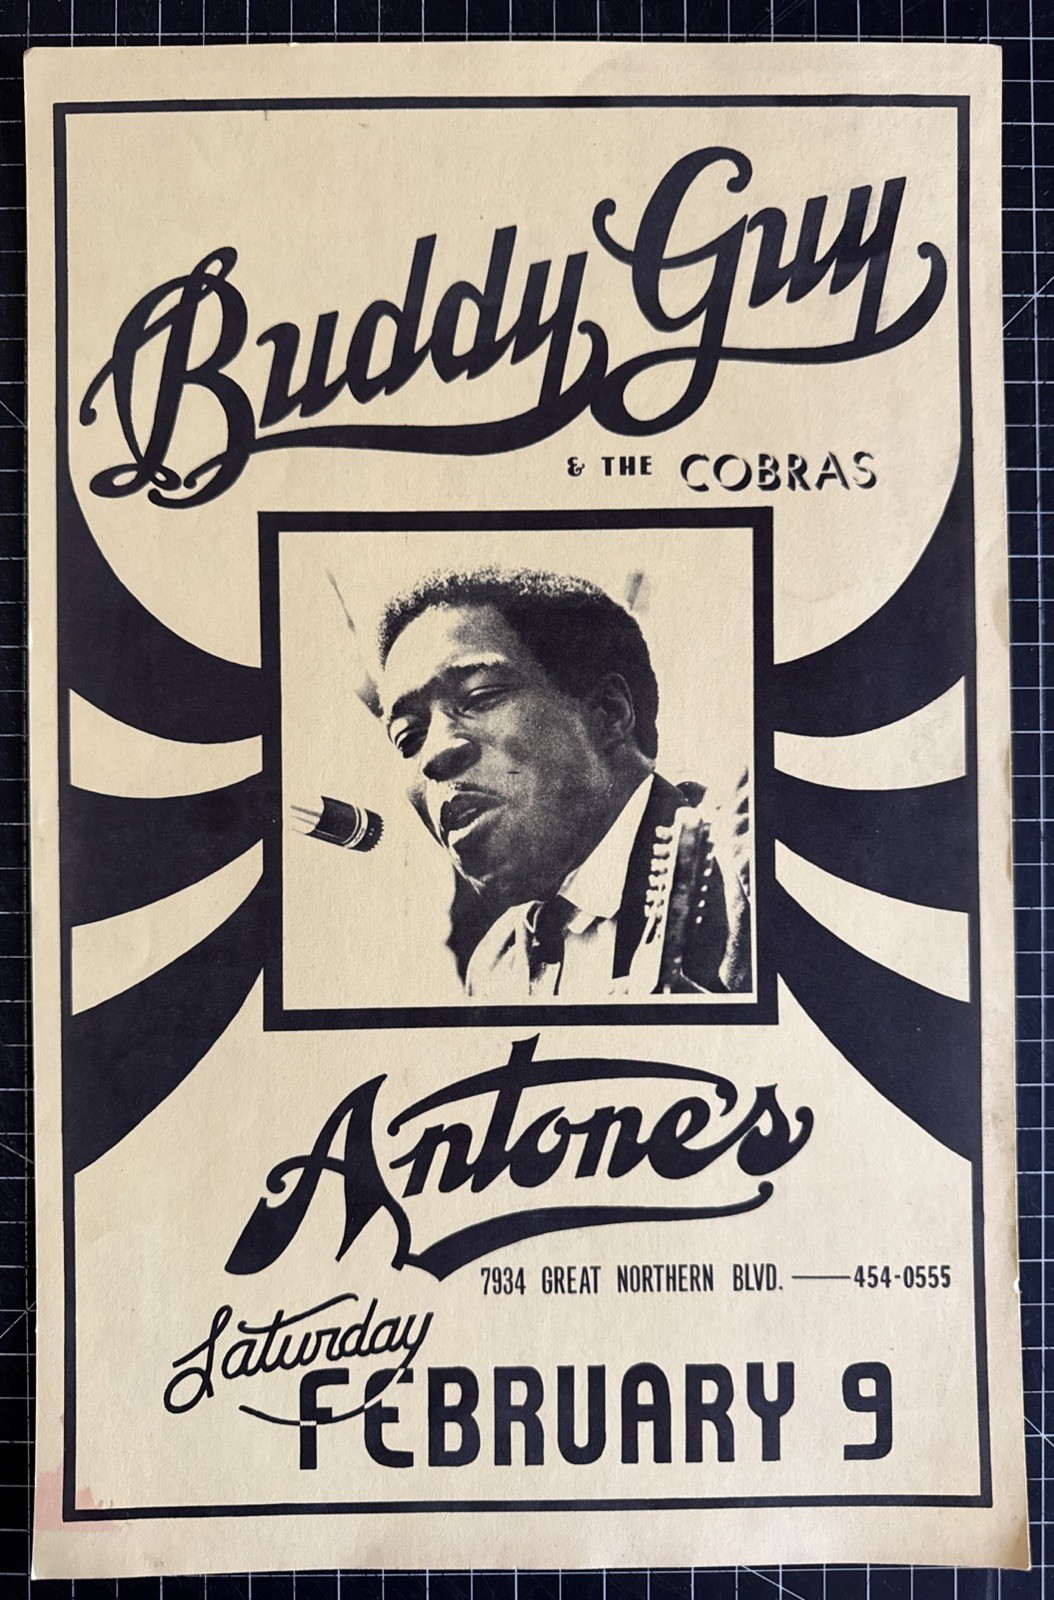 Buddy Guy
& THE COBRAS
Antone's
7934 GREAT NORTHERN BLVD. —— 454-0555
Saturday
FEBRUARY 9